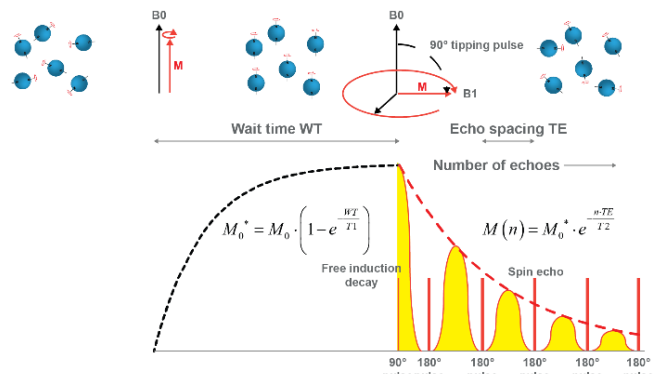 B0
M
B0
90° tipping pulse
M
B1
Wait time WT
Echo spacing TE
Number of echoes
M₀* = M₀ · (1 − e^(−WT/T1))
M(n) = M₀* · e^(−n·TE/T2)
Free induction
decay
Spin echo
90° 180° 180° 180° 180° 180°